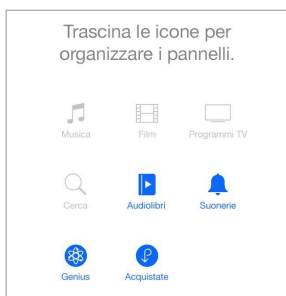 Trascina le icone per
organizzare i pannelli.
Musica Film Programmi TV
Cerca Audiolibri Suonerie
Genius Acquistate